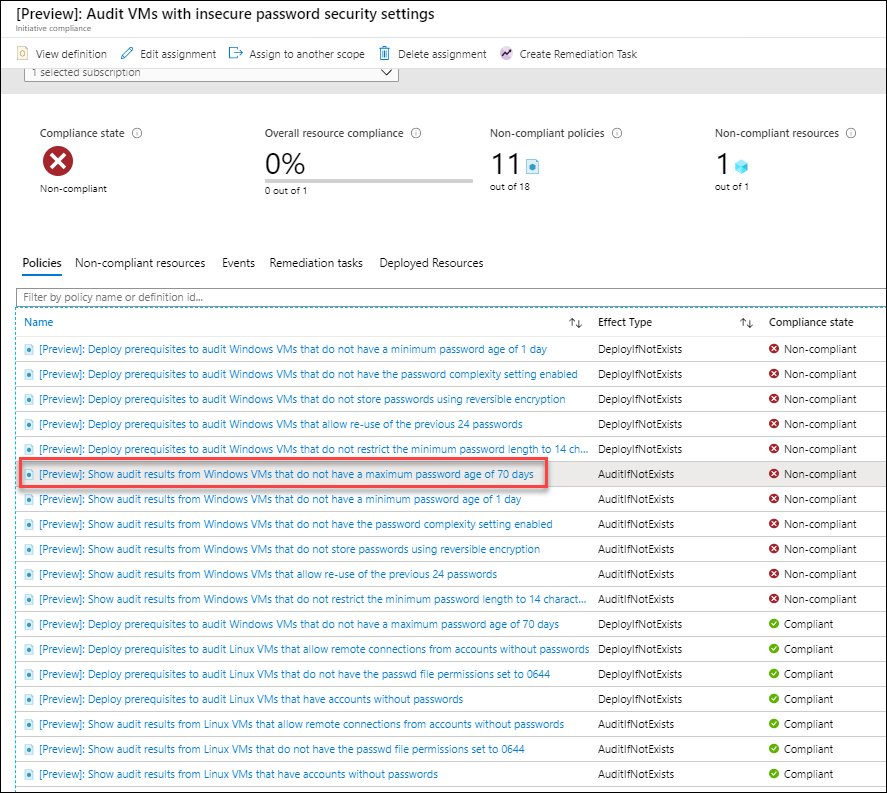 [Preview]: Audit VMs with insecure password security settings
Initiative compliance
View definition Edit assignment Assign to another scope Delete assignment Create Remediation Task
1 selected subscription
Compliance state Overall resource compliance Non-compliant policies Non-compliant resources
0% 11 1
Non-compliant 0 out of 1 out of 18 out of 1
Policies Non-compliant resources Events Remediation tasks Deployed Resources
Filter by policy name or definition id...
Name Effect Type Compliance state
[Preview]: Deploy prerequisites to audit Windows VMs that do not have a minimum password age of 1 day DeployIfNotExists Non-compliant
[Preview]: Deploy prerequisites to audit Windows VMs that do not have the password complexity setting enabled DeployIfNotExists Non-compliant
[Preview]: Deploy prerequisites to audit Windows VMs that do not store passwords using reversible encryption DeployIfNotExists Non-compliant
[Preview]: Deploy prerequisites to audit Windows VMs that allow re-use of the previous 24 passwords DeployIfNotExists Non-compliant
[Preview]: Deploy prerequisites to audit Windows VMs that do not restrict the minimum password length to 14 ch... DeployIfNotExists Non-compliant
[Preview]: Show audit results from Windows VMs that do not have a maximum password age of 70 days AuditIfNotExists Non-compliant
[Preview]: Show audit results from Windows VMs that do not have a minimum password age of 1 day AuditIfNotExists Non-compliant
[Preview]: Show audit results from Windows VMs that do not have the password complexity setting enabled AuditIfNotExists Non-compliant
[Preview]: Show audit results from Windows VMs that do not store passwords using reversible encryption AuditIfNotExists Non-compliant
[Preview]: Show audit results from Windows VMs that allow re-use of the previous 24 passwords AuditIfNotExists Non-compliant
[Preview]: Show audit results from Windows VMs that do not restrict the minimum password length to 14 charact... AuditIfNotExists Non-compliant
[Preview]: Deploy prerequisites to audit Windows VMs that do not have a maximum password age of 70 days DeployIfNotExists Compliant
[Preview]: Deploy prerequisites to audit Linux VMs that allow remote connections from accounts without passwords DeployIfNotExists Compliant
[Preview]: Deploy prerequisites to audit Linux VMs that do not have the passwd file permissions set to 0644 DeployIfNotExists Compliant
[Preview]: Deploy prerequisites to audit Linux VMs that have accounts without passwords DeployIfNotExists Compliant
[Preview]: Show audit results from Linux VMs that allow remote connections from accounts without passwords AuditIfNotExists Compliant
[Preview]: Show audit results from Linux VMs that do not have the passwd file permissions set to 0644 AuditIfNotExists Compliant
[Preview]: Show audit results from Linux VMs that have accounts without passwords AuditIfNotExists Compliant